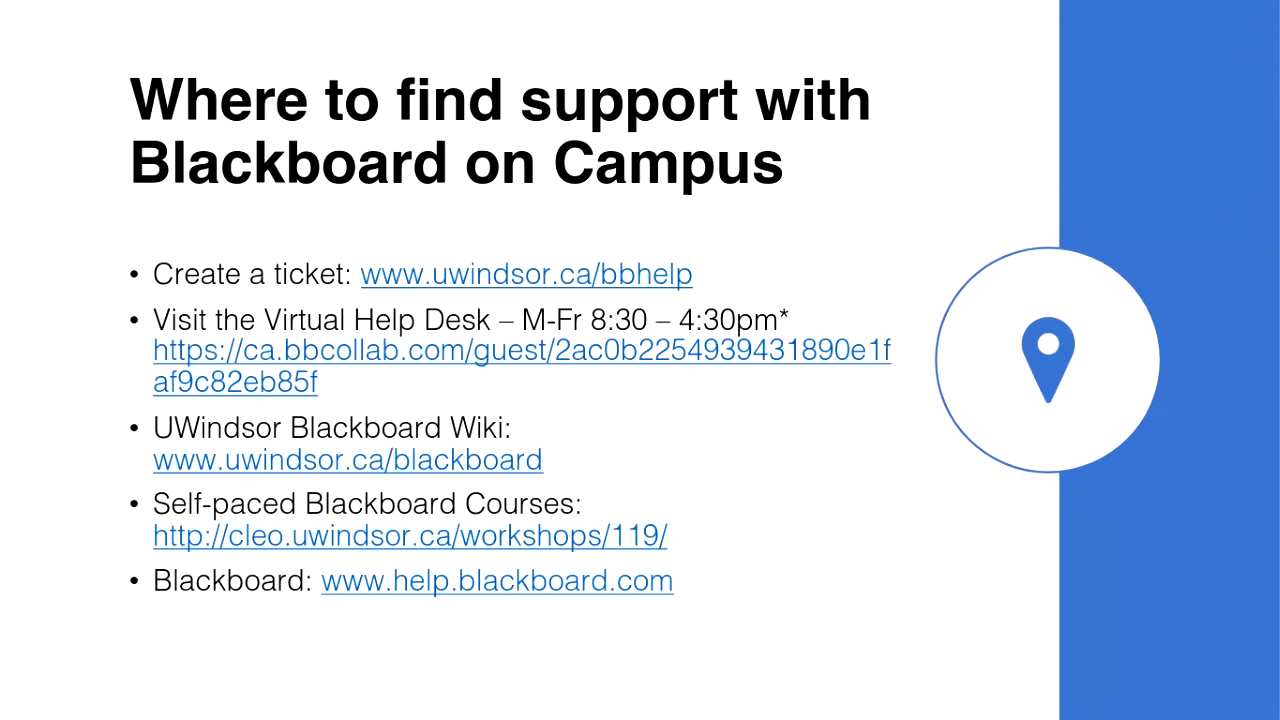 Where to find support with
Blackboard on Campus
• Create a ticket: www.uwindsor.ca/bbhelp
• Visit the Virtual Help Desk – M-Fr 8:30 – 4:30pm*
https://ca.bbcollab.com/guest/2ac0b2254939431890e1f
af9c82eb85f
• UWindsor Blackboard Wiki:
www.uwindsor.ca/blackboard
• Self-paced Blackboard Courses:
http://cleo.uwindsor.ca/workshops/119/
• Blackboard: www.help.blackboard.com